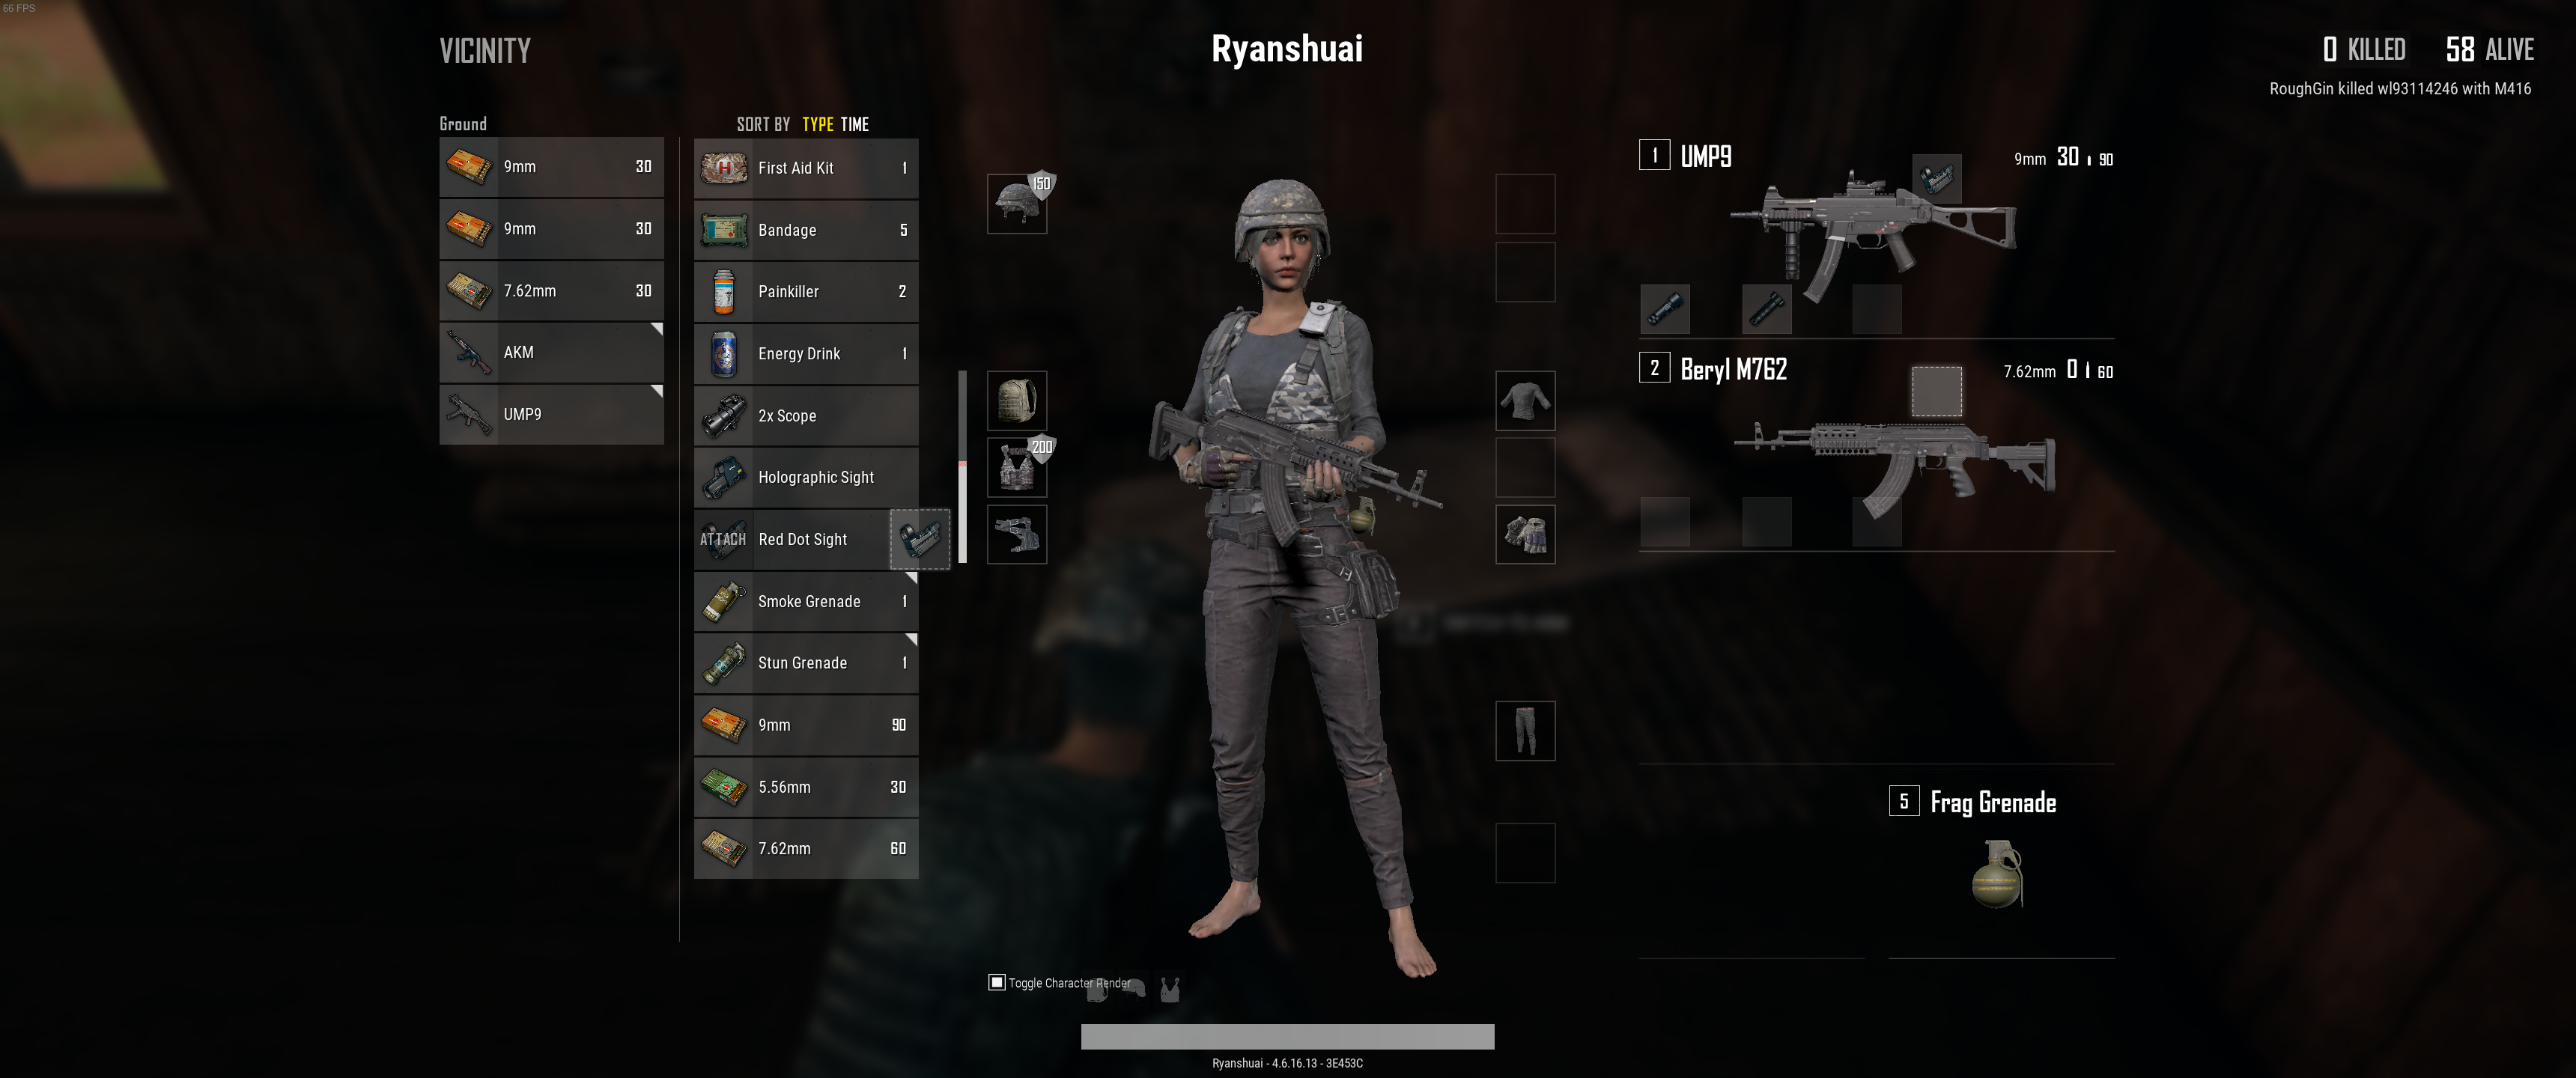 66 FPS
VICINITY
Ryanshuai
0 KILLED 58 ALIVE
RoughGin killed wl93114246 with M416
Ground
9mm 30
9mm 30
7.62mm 30
AKM
UMP9
SORT BY TYPE TIME
First Aid Kit 1
Bandage 5
Painkiller 2
Energy Drink 1
2x Scope
Holographic Sight
ATTACH Red Dot Sight
Smoke Grenade 1
Stun Grenade 1
9mm 90
5.56mm 30
7.62mm 60
150
200
1 UMP9 9mm 30 90
2 Beryl M762 7.62mm 0 60
5 Frag Grenade
Toggle Character Render
Ryanshuai - 4.6.16.13 - 3E453C